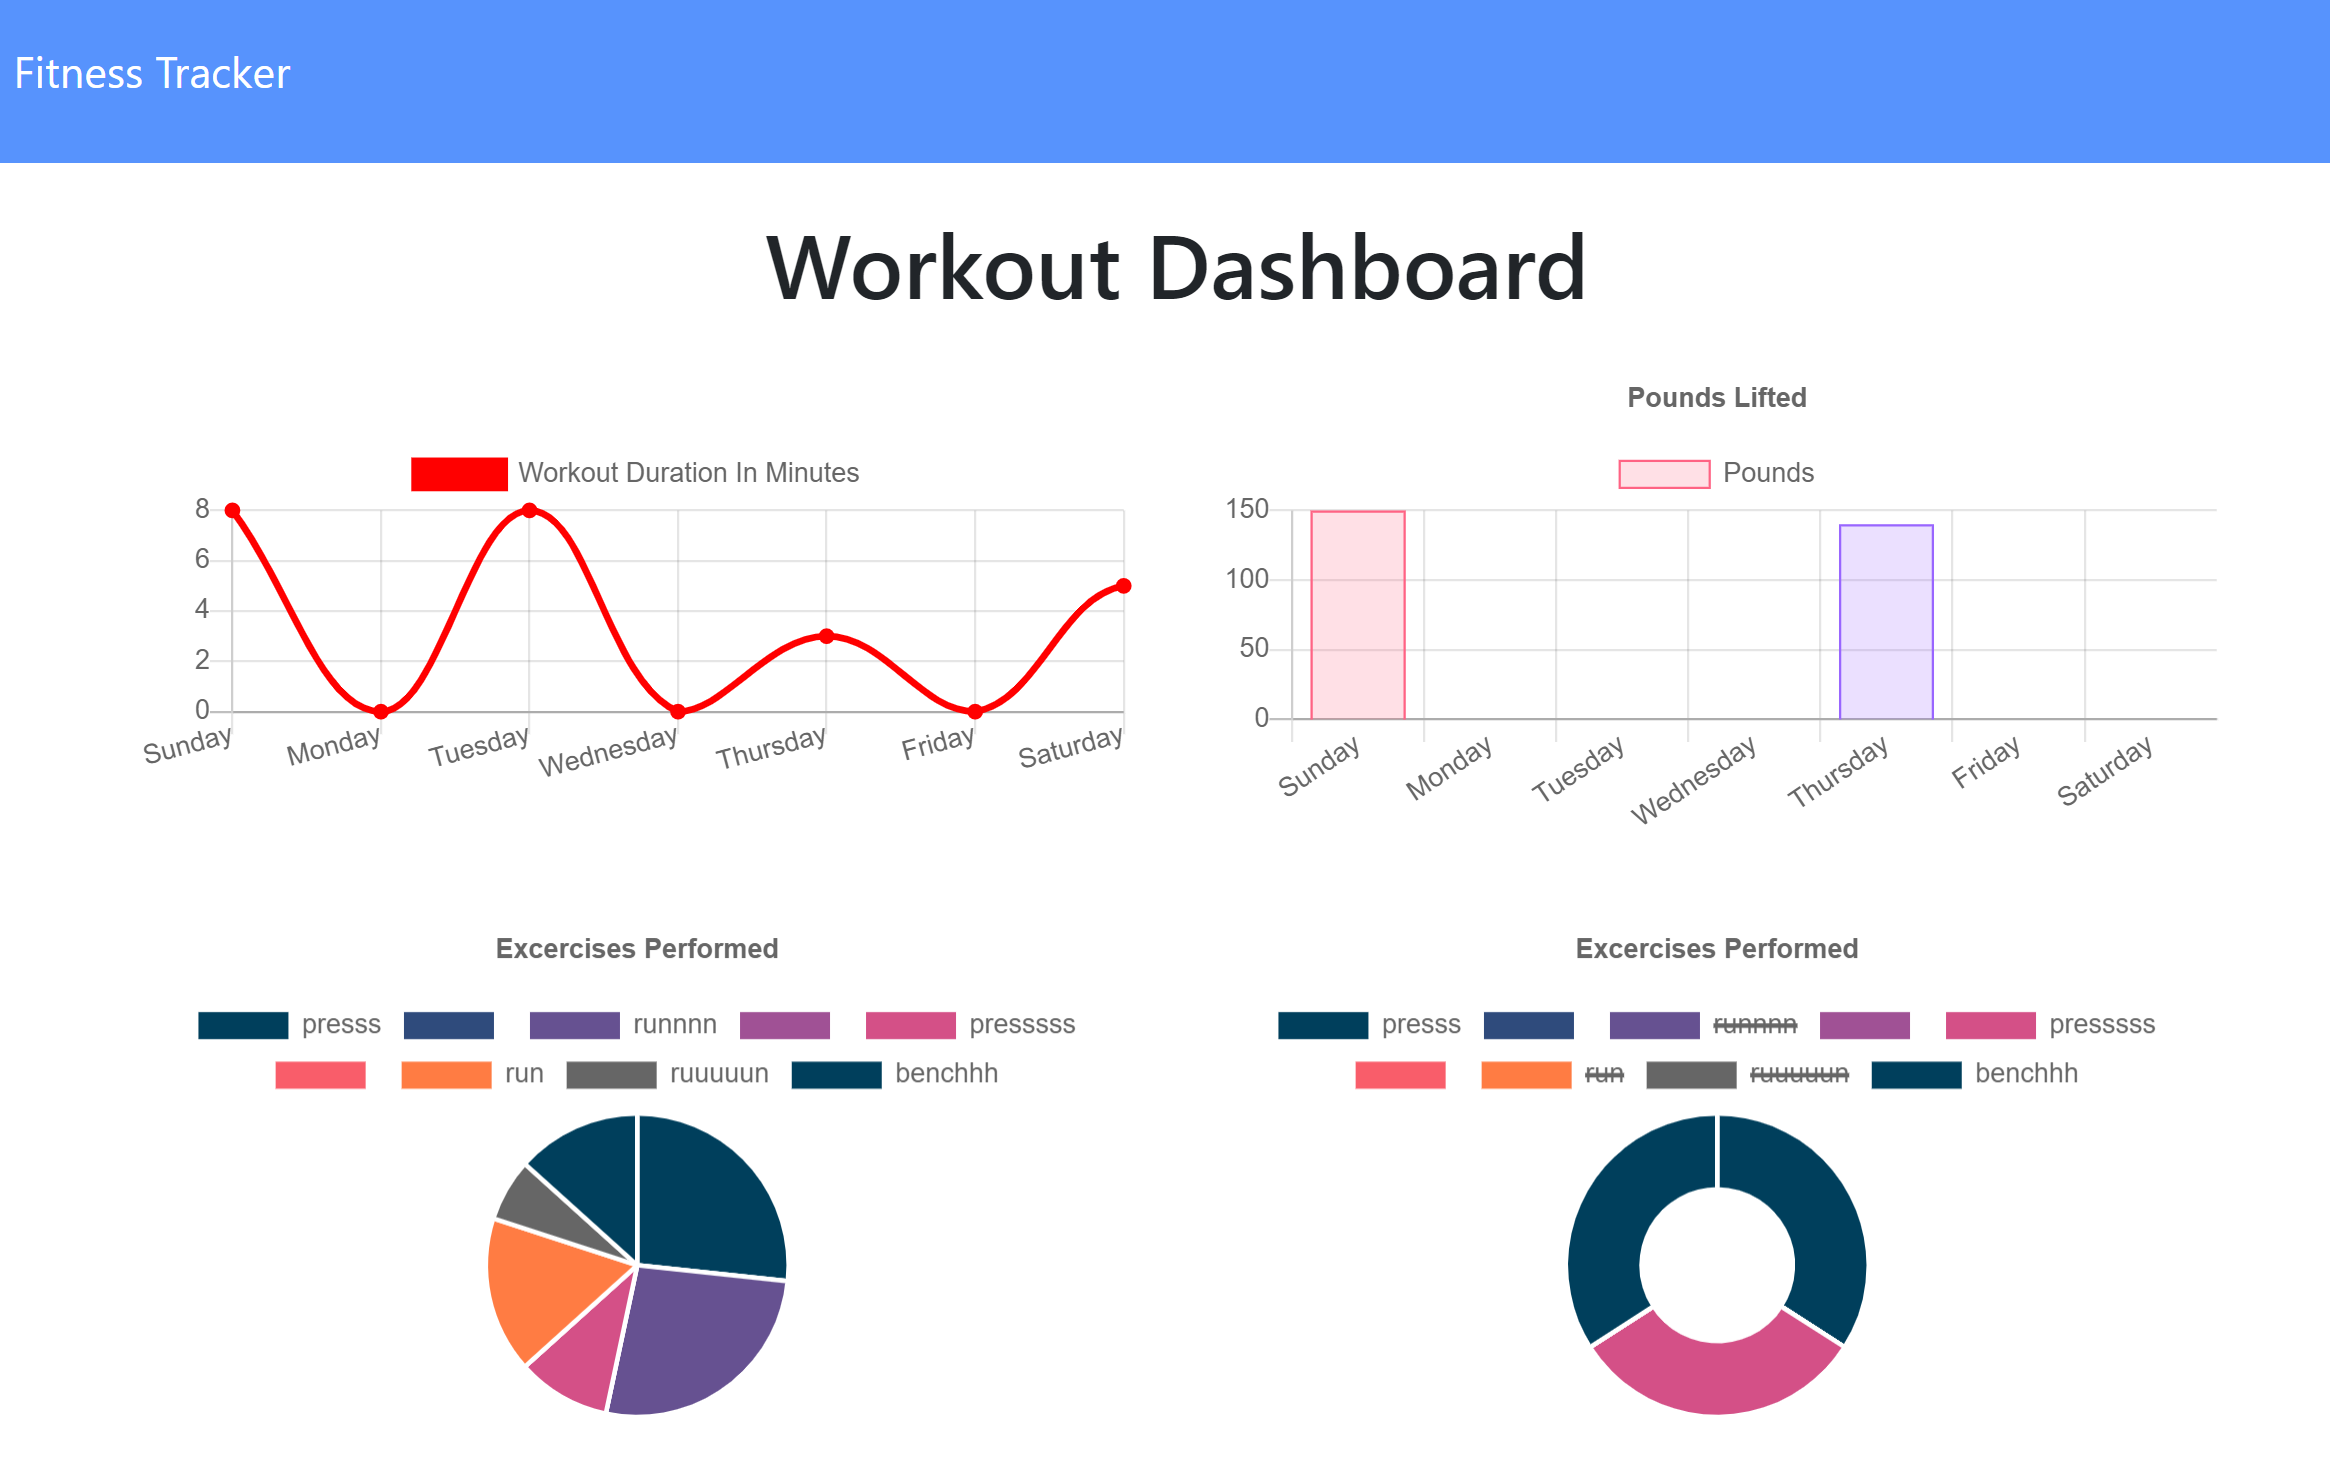 Fitness Tracker
Workout Dashboard
Workout Duration In Minutes
8
6
4
2
0
Sunday Monday Tuesday Wednesday Thursday Friday Saturday
Pounds Lifted
Pounds
150
100
50
0
Sunday Monday Tuesday Wednesday Thursday Friday Saturday
Excercises Performed
presss runnnn presssss
run ruuuuun benchhh
Excercises Performed
presss runnnn presssss
run ruuuuun benchhh